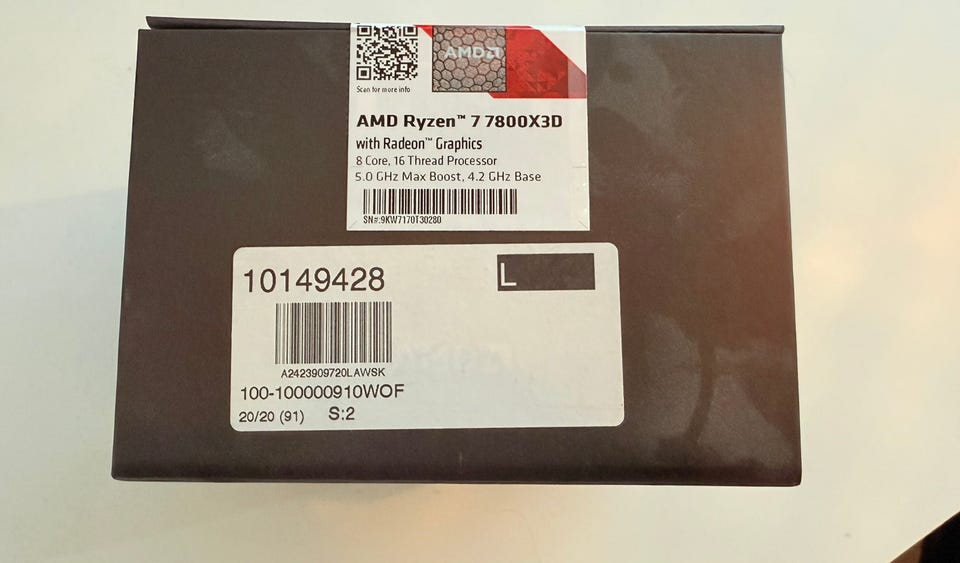 AMD
Scan for more info
AMD Ryzen™ 7 7800X3D
with Radeon™ Graphics
8 Core, 16 Thread Processor
5.0 GHz Max Boost, 4.2 GHz Base
SN#:9KW7170T30280
10149428
L
A2423909720LAWSK
100-100000910WOF
20/20 (91) S:2